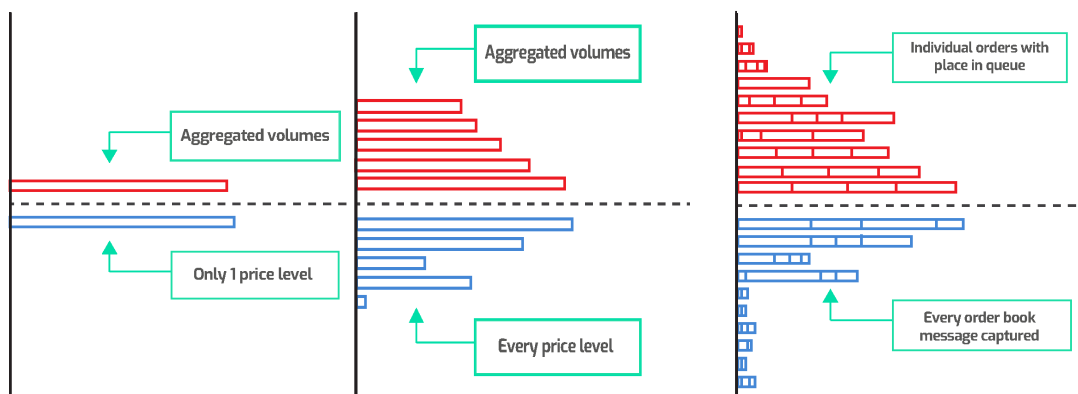 Aggregated volumes
Only 1 price level
Aggregated volumes
Every price level
Individual orders with
place in queue
Every order book
message captured